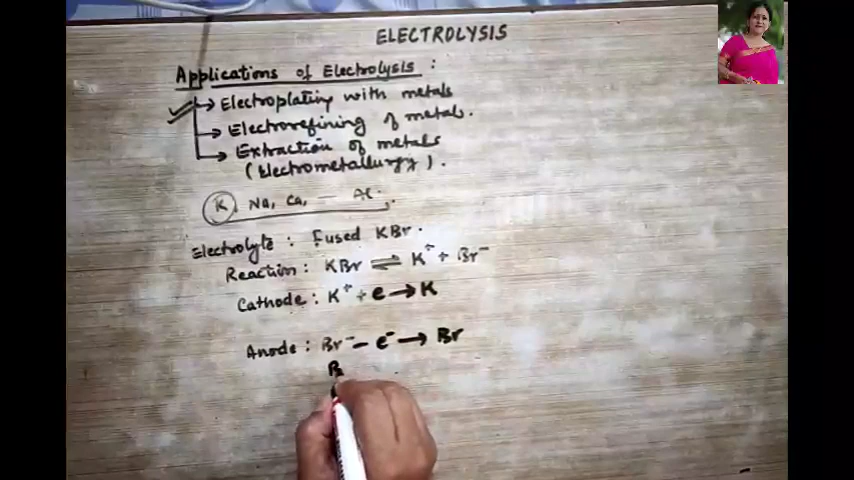 ELECTROLYSIS
Applications of Electrolysis :
Electroplating with metals
Electrorefining of metals.
Extraction of metals
(Electrometallurgy).
K, Na, Ca, — Al.
Electrolyte : Fused KBr.
Reaction : KBr ⇌ K⁺ + Br⁻
Cathode : K⁺ + e → K
Anode : Br⁻ – e⁻ → Br
B